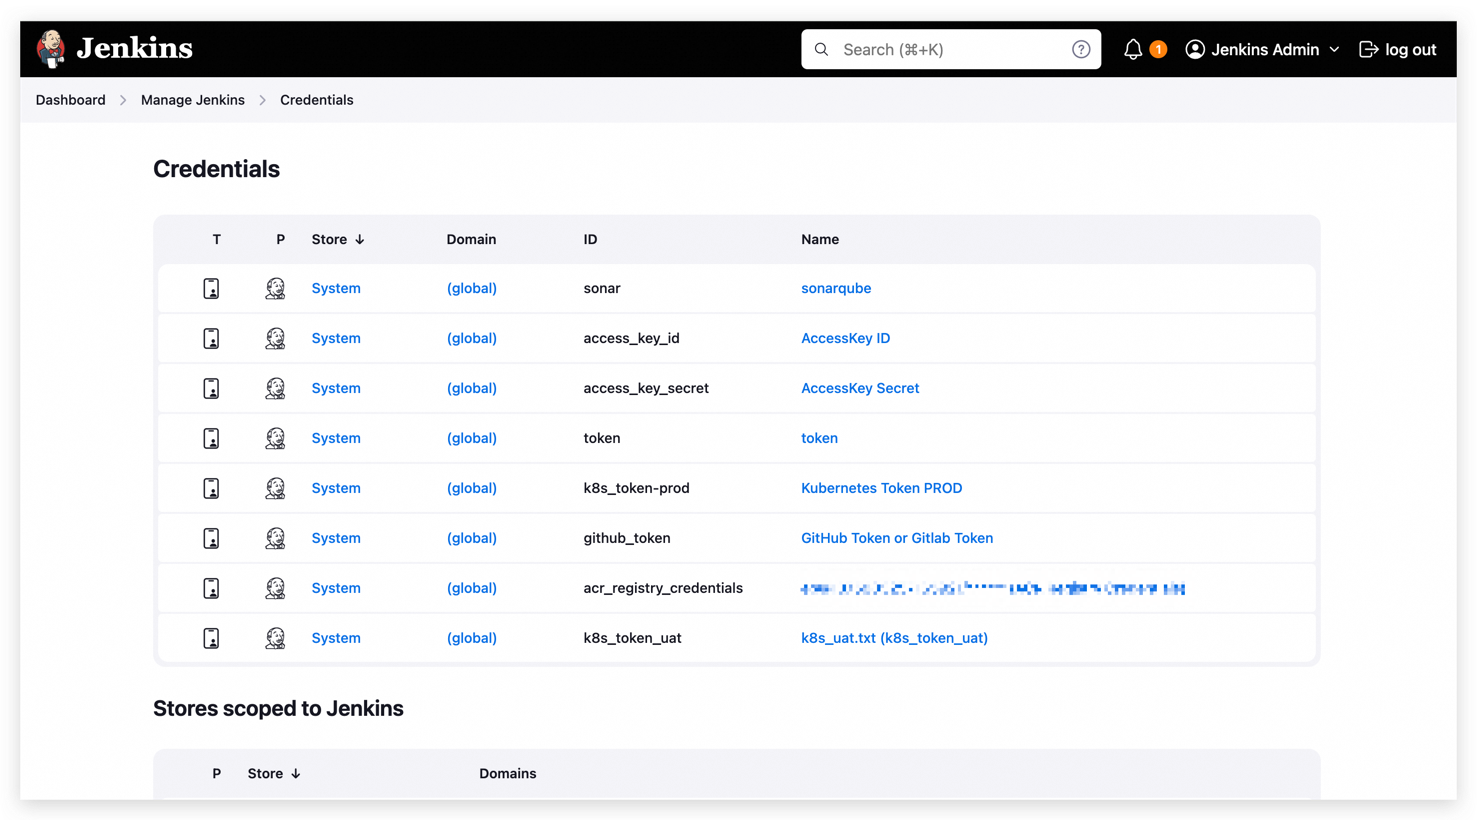 Jenkins
Search (⌘+K)
1
Jenkins Admin
log out
Dashboard > Manage Jenkins > Credentials
Credentials
T P Store ↓ Domain ID Name
System (global) sonar sonarqube
System (global) access_key_id AccessKey ID
System (global) access_key_secret AccessKey Secret
System (global) token token
System (global) k8s_token-prod Kubernetes Token PROD
System (global) github_token GitHub Token or Gitlab Token
System (global) acr_registry_credentials
System (global) k8s_token_uat k8s_uat.txt (k8s_token_uat)
Stores scoped to Jenkins
P Store ↓ Domains